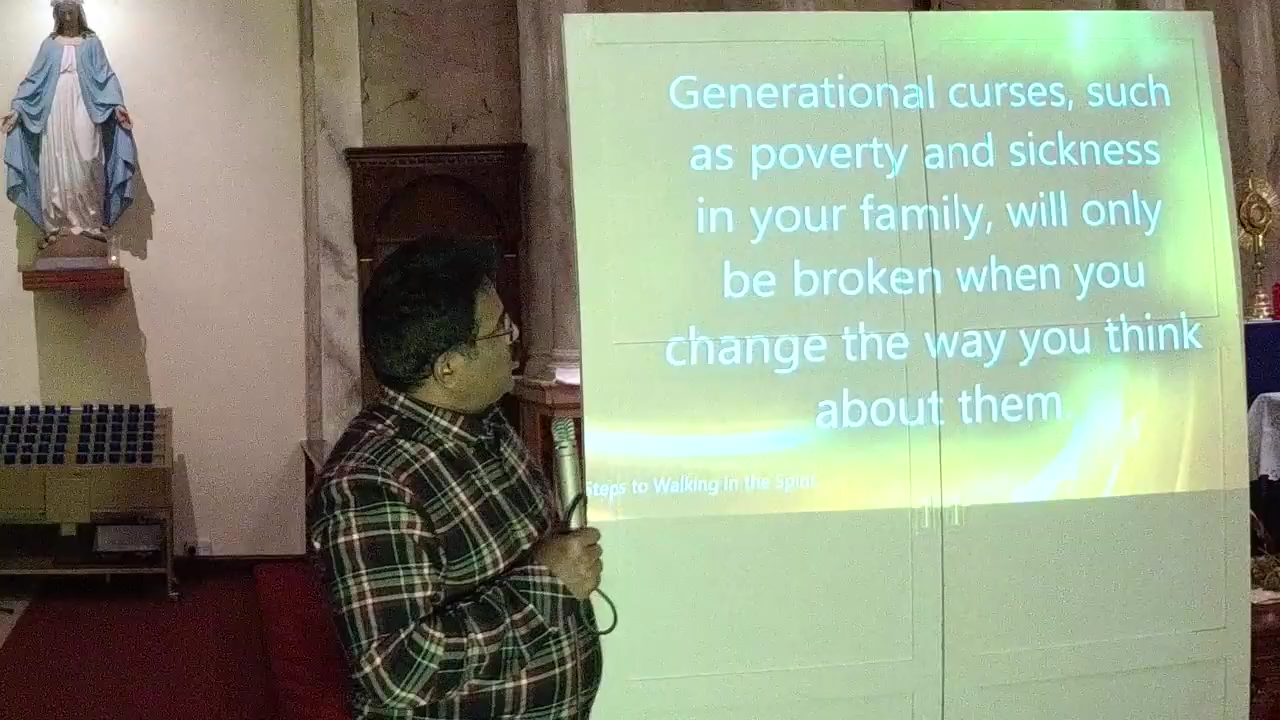 Generational curses, such
as poverty and sickness
in your family, will only
be broken when you
change the way you think
about them.
Steps to Walking in the Spirit